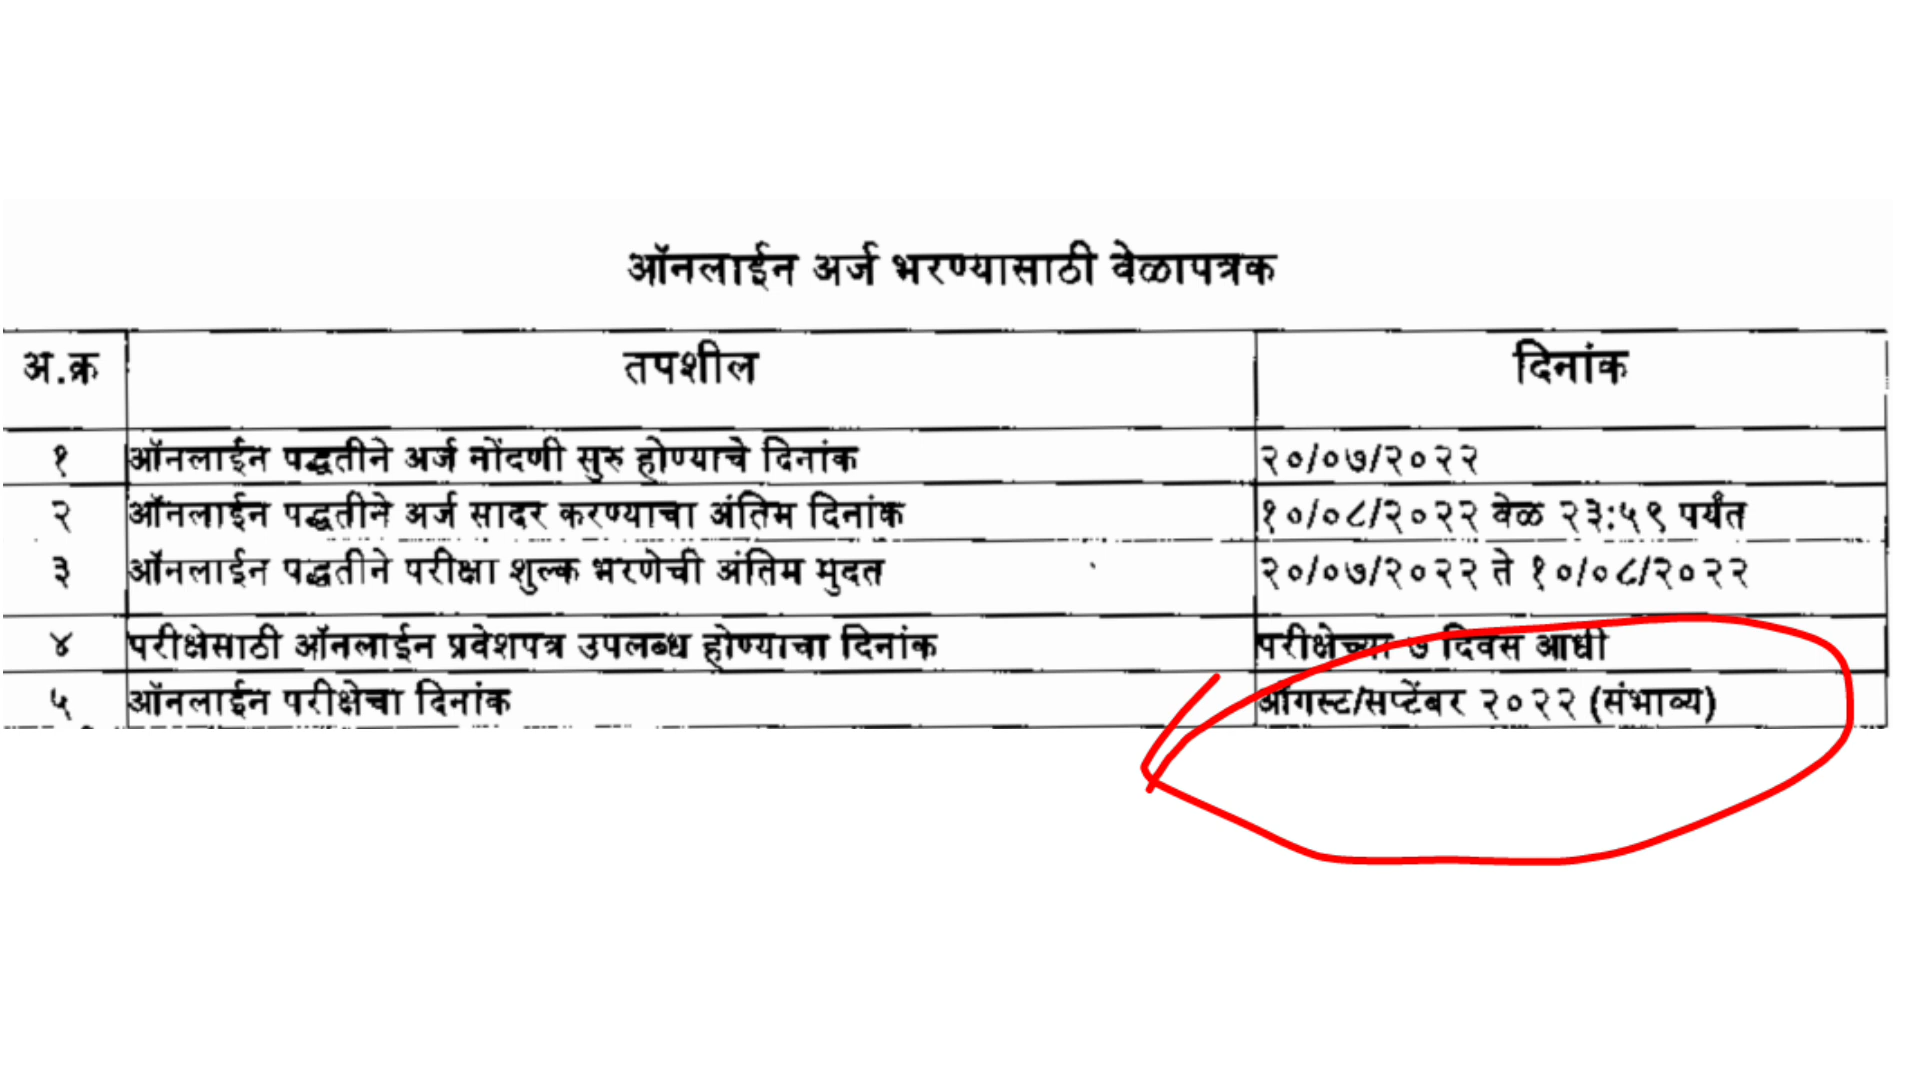 ऑनलाईन अर्ज भरण्यासाठी वेळापत्रक
अ.क्र तपशील दिनांक
१ ऑनलाईन पद्धतीने अर्ज नोंदणी सुरु होण्याचे दिनांक २०/०७/२०२२
२ ऑनलाईन पद्धतीने अर्ज सादर करण्याचा अंतिम दिनांक १०/०८/२०२२ वेळ २३:५९ पर्यंत
३ ऑनलाईन पद्धतीने परीक्षा शुल्क भरणेची अंतिम मुदत २०/०७/२०२२ ते १०/०८/२०२२
४ परीक्षेसाठी ऑनलाईन प्रवेशपत्र उपलब्ध होण्याचा दिनांक परीक्षेच्या ७ दिवस आधी
५ ऑनलाईन परीक्षेचा दिनांक ऑगस्ट/सप्टेंबर २०२२ (संभाव्य)